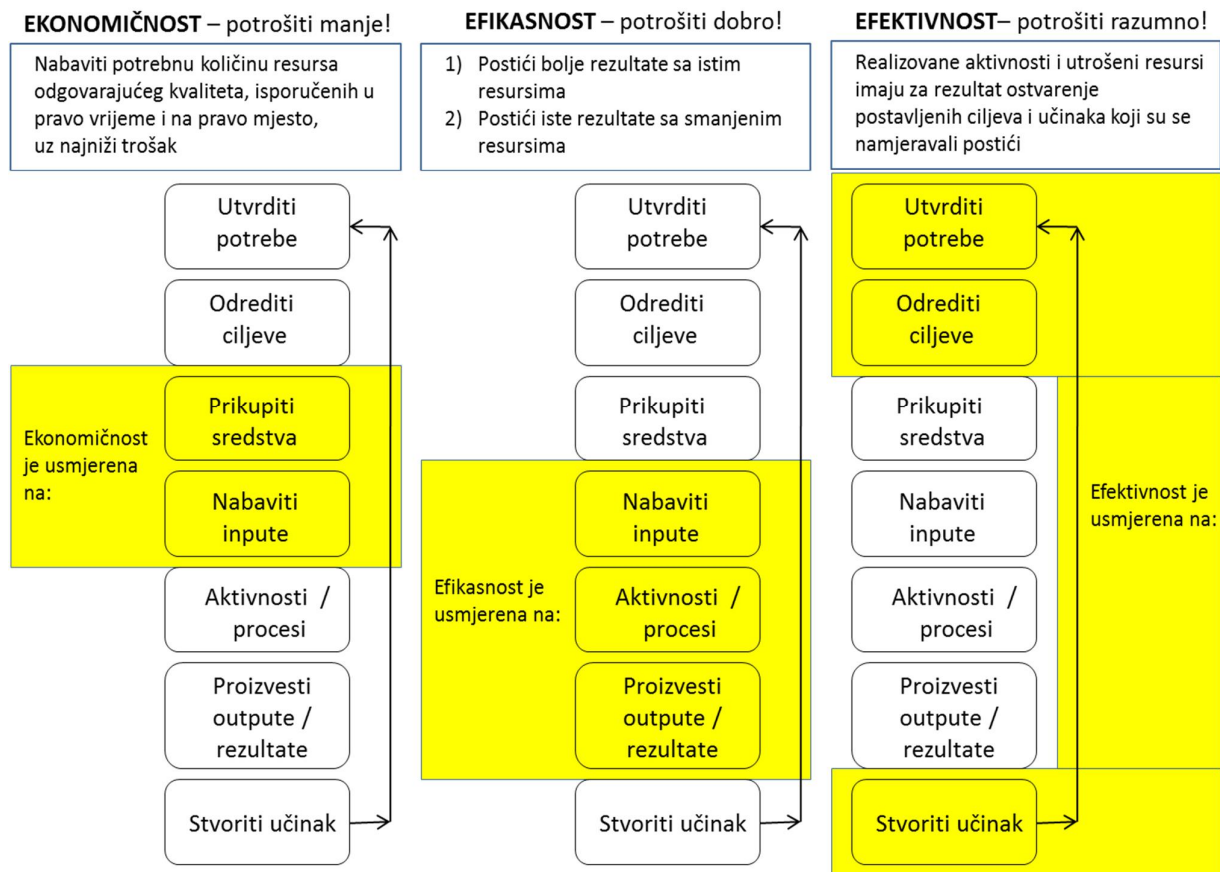 EKONOMIČNOST – potrošiti manje!
Nabaviti potrebnu količinu resursa
odgovarajućeg kvaliteta, isporučenih u
pravo vrijeme i na pravo mjesto,
uz najniži trošak
Utvrditi
potrebe
Odrediti
ciljeve
Ekonomičnost
je usmjerena
na:
Prikupiti
sredstva
Nabaviti
inpute
Aktivnosti /
procesi
Proizvesti
outpute /
rezultate
Stvoriti učinak
EFIKASNOST – potrošiti dobro!
1) Postići bolje rezultate sa istim
resursima
2) Postići iste rezultate sa smanjenim
resursima
Utvrditi
potrebe
Odrediti
ciljeve
Prikupiti
sredstva
Efikasnost je
usmjerena na:
Nabaviti
inpute
Aktivnosti /
procesi
Proizvesti
outpute /
rezultate
Stvoriti učinak
EFEKTIVNOST– potrošiti razumno!
Realizovane aktivnosti i utrošeni resursi
imaju za rezultat ostvarenje
postavljenih ciljeva i učinaka koji su se
namjeravali postići
Utvrditi
potrebe
Odrediti
ciljeve
Prikupiti
sredstva
Nabaviti
inpute
Efektivnost je
usmjerena na:
Aktivnosti /
procesi
Proizvesti
outpute /
rezultate
Stvoriti učinak